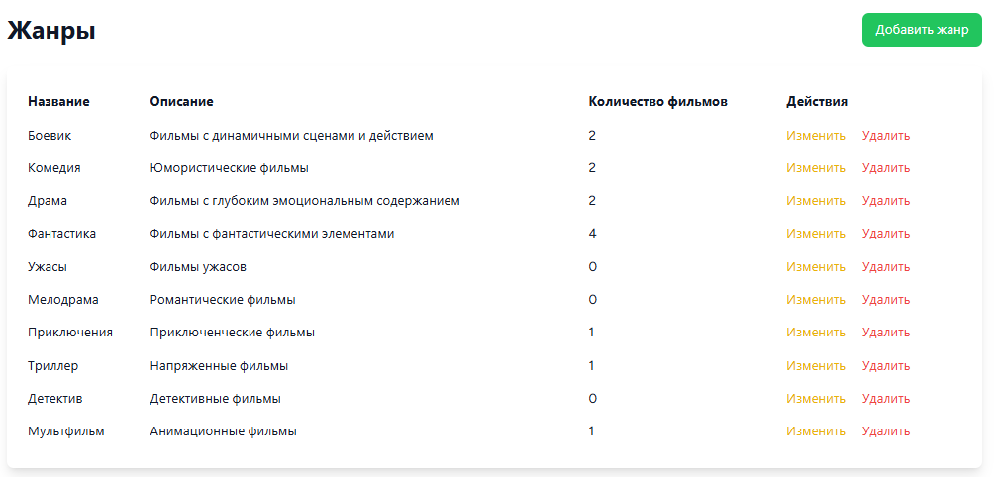 Жанры Добавить жанр
Название Описание Количество фильмов Действия
Боевик Фильмы с динамичными сценами и действием 2 Изменить Удалить
Комедия Юмористические фильмы 2 Изменить Удалить
Драма Фильмы с глубоким эмоциональным содержанием 2 Изменить Удалить
Фантастика Фильмы с фантастическими элементами 4 Изменить Удалить
Ужасы Фильмы ужасов 0 Изменить Удалить
Мелодрама Романтические фильмы 0 Изменить Удалить
Приключения Приключенческие фильмы 1 Изменить Удалить
Триллер Напряженные фильмы 1 Изменить Удалить
Детектив Детективные фильмы 0 Изменить Удалить
Мультфильм Анимационные фильмы 1 Изменить Удалить